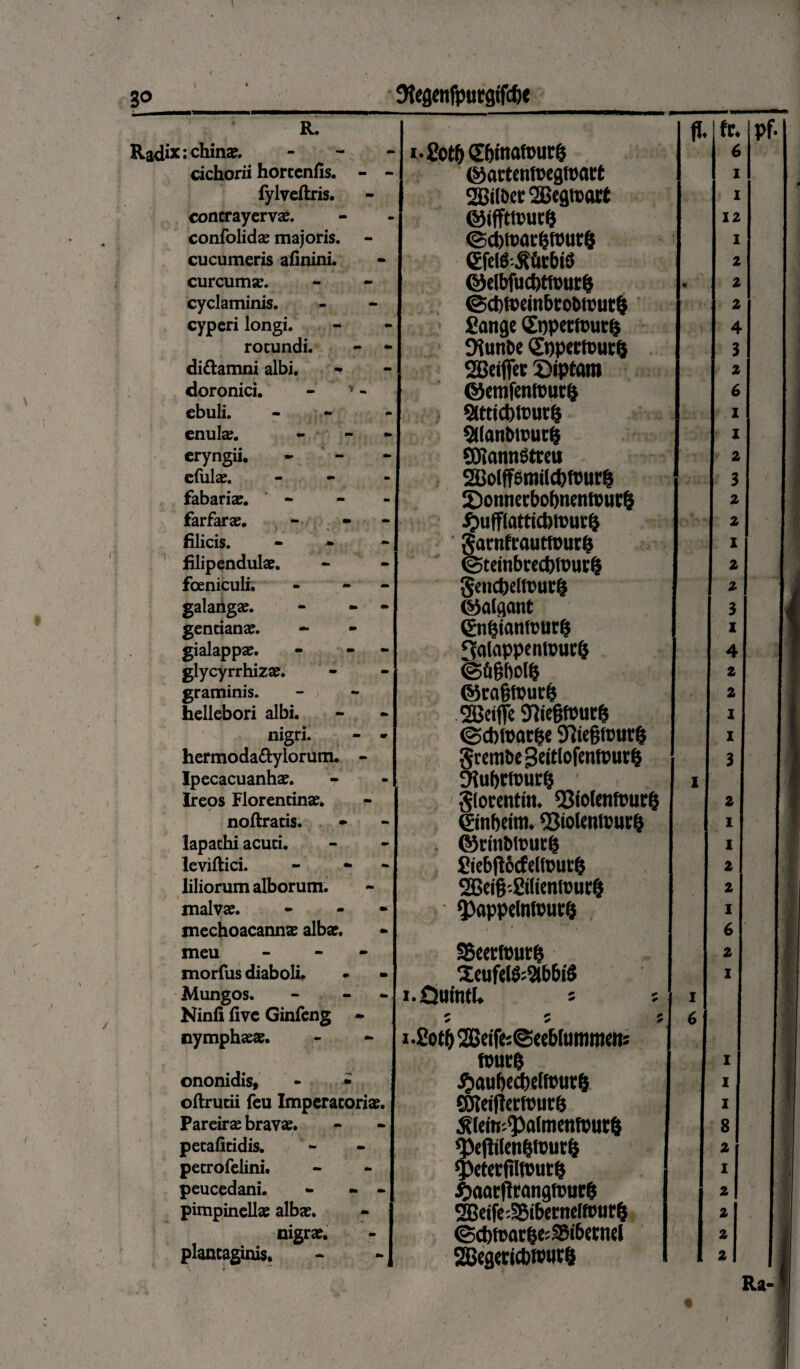 30 Regenſpurgiſche
R. fl. kr. pf.
Radix: chinæ. - - - 1. Loth Chinawurtz 6
cichorii hortenſis. - - Gartenwegwart 1
ſylveſtris. - Wilder Wegwart 1
contrayervæ. - - Gifftwurtz 12
conſolidæ majoris. - Schwartzwurtz 1
cucumeris aſinini. - Eſels-Kürbis 2
curcumæ. - - Gelbſuchtwurtz 2
cyclaminis. - - Schweinbrodwurtz 2
cyperi longi. - - Lange Cyperwurtz 4
rotundi. - - Runde Cyperwurtz 3
dictamni albi. - - Weiſſer Diptam 2
doronici. - - Gemſenwurtz 6
ebuli. - - - Attichwurtz 1
enulæ. - - - Alandwurtz 1
eryngii. - - - Mannstreu 2
eſulæ. - - - Wolffsmilchwurtz 3
fabariæ. - - - Donnerbohnenwurtz 2
farfaræ. - - - Hufflattichwurtz 2
filicis. - - - Farnkrautwurtz 1
filipendulæ. - - Steinbrechwurtz 2
fœniculi. - - - Fenchelwurtz 2
galangæ. - - - Galgant 3
gentianæ. - - Entzianwurtz 1
gialappæ. - - - Jalappenwurtz 4
glycyrrhizæ. - - Süßholtz 2
graminis. - - Graßwurtz 2
hellebori albi. - - Weiſſe Nießwurtz 1
nigri. - - Schwartze Nießwurtz 1
hermodactylorum. - Fremde Zeitloſenwurtz 3
Ipecacuanhæ. - - Ruhrwurtz 1
Ireos Florentinæ. - Florentin. Violenwurtz 2
noſtratis. - - Einheim. Violenwurtz 1
lapathi acuti. - - Grindwurtz 1
leviſtici. - - - Liebſtöckelwurtz 2
liliorum alborum. - Weiß-Lilienwurtz 2
malvæ. - - - Pappelnwurtz 1
mechoacannæ albæ. - 6
meu - - - Beerwurtz 2
morſus diaboli. - - Teufels-Abbis 1
Mungos. - - - 1. Quintl. - - 1
Ninſi ſive Ginſeng - - - - 6
nymphææ. - - 1. Loth Weiſe-Seeblummen-
wurtz 1
ononidis, - - Hauhechelwurtz 1
oſtrutii ſeu Imperatoriæ. Meiſterwurtz 1
Pareiræ bravæ. - - Klein-Palmenwurtz 8
petaſitidis. - - Peſtilentzwurtz 2
petroſelini. - - Peterſilwurtz 1
peucedani. - - - Haarſtrangwurtz 2
pimpinellæ albæ. - Weiſe-Bibernelwurtz 2
nigræ. - Schwartze-Bibernel 2
plantaginis. - - Wegerichwurtz 2
Ra-